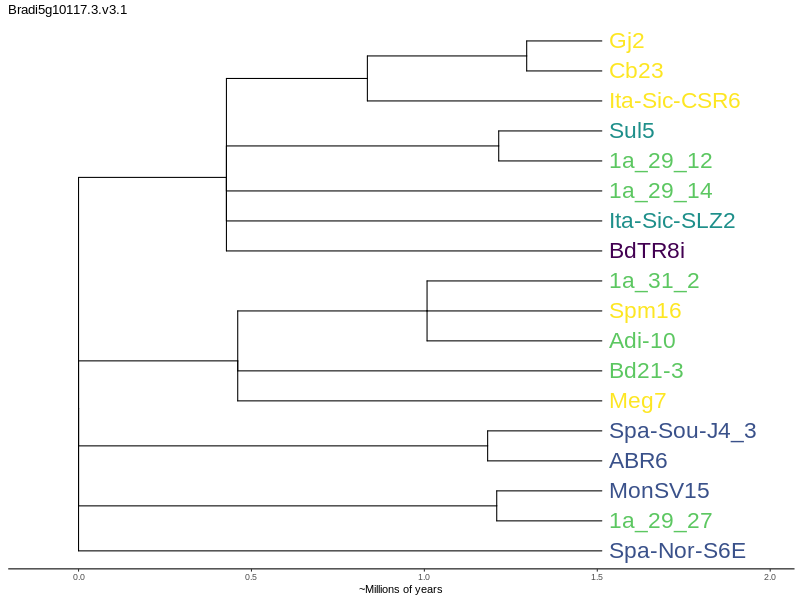 Bradi5g10117.3.v3.1
Gj2
Cb23
Ita-Sic-CSR6
Sul5
1a_29_12
1a_29_14
Ita-Sic-SLZ2
BdTR8i
1a_31_2
Spm16
Adi-10
Bd21-3
Meg7
Spa-Sou-J4_3
ABR6
MonSV15
1a_29_27
Spa-Nor-S6E
0.0 0.5 1.0 1.5 2.0
~Millions of years